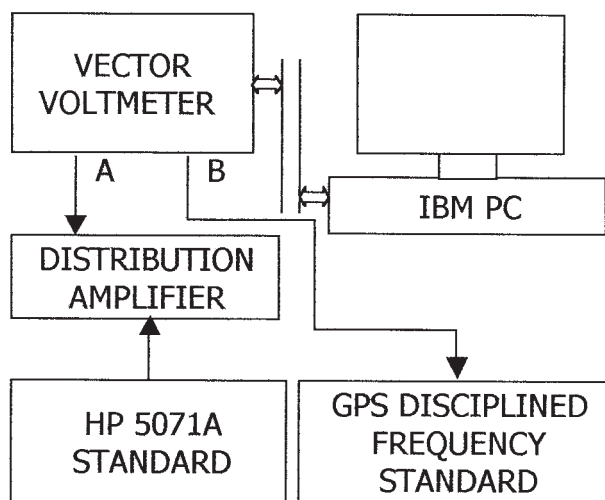 VECTOR
VOLTMETER
A
B
IBM PC
DISTRIBUTION
AMPLIFIER
HP 5071A
STANDARD
GPS DISCIPLINED
FREQUENCY
STANDARD